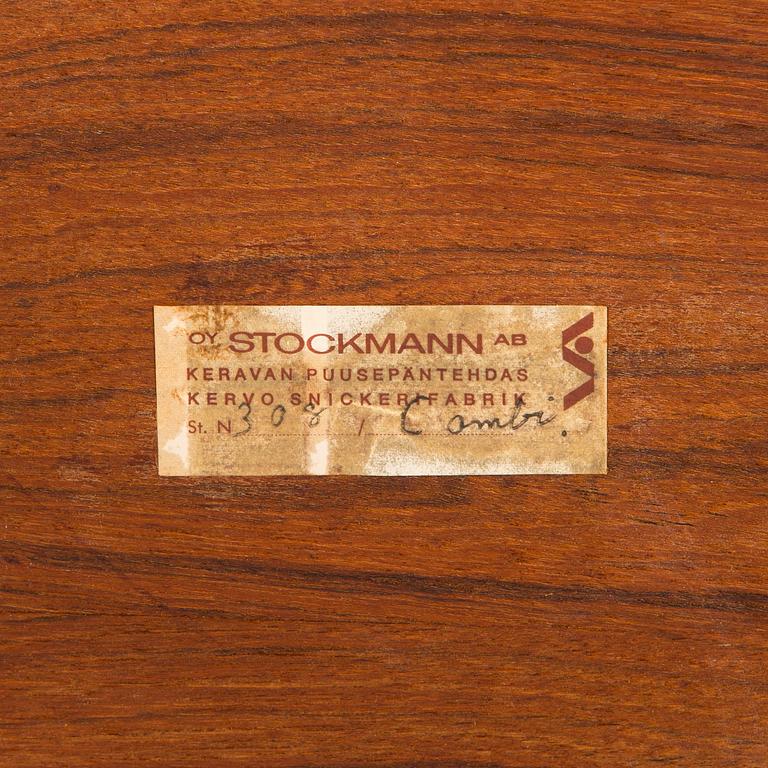 OY STOCKMANN AB
KERAVAN PUUSEPÄNTEHDAS
KERVO SNICKERIFABRIK
St. N 308 / Combi.